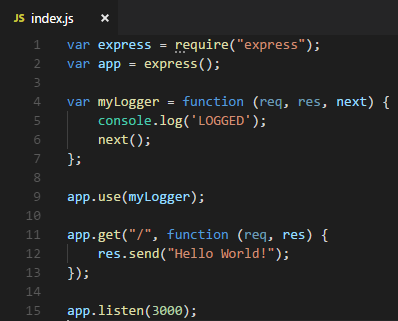 JS index.js ×
1 var express = require("express");
2 var app = express();
3
4 var myLogger = function (req, res, next) {
5     console.log('LOGGED');
6     next();
7 };
8
9 app.use(myLogger);
10
11 app.get("/", function (req, res) {
12     res.send("Hello World!");
13 });
14
15 app.listen(3000);